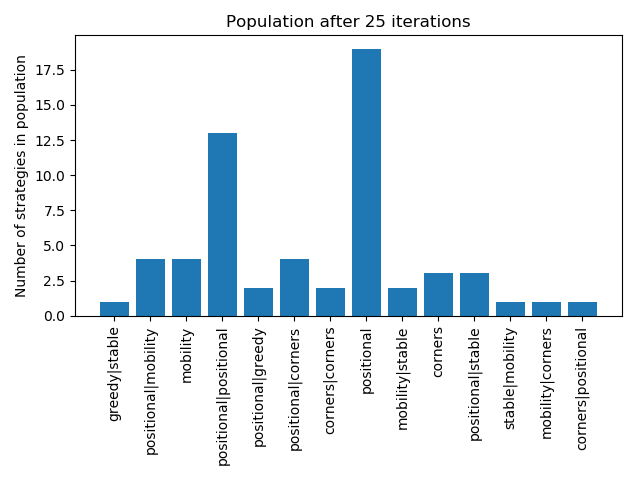 Population after 25 iterations
Number of strategies in population
17.5
15.0
12.5
10.0
7.5
5.0
2.5
0.0
greedy|stable
positional|mobility
mobility
positional|positional
positional|greedy
positional|corners
corners|corners
positional
mobility|stable
corners
positional|stable
stable|mobility
mobility|corners
corners|positional